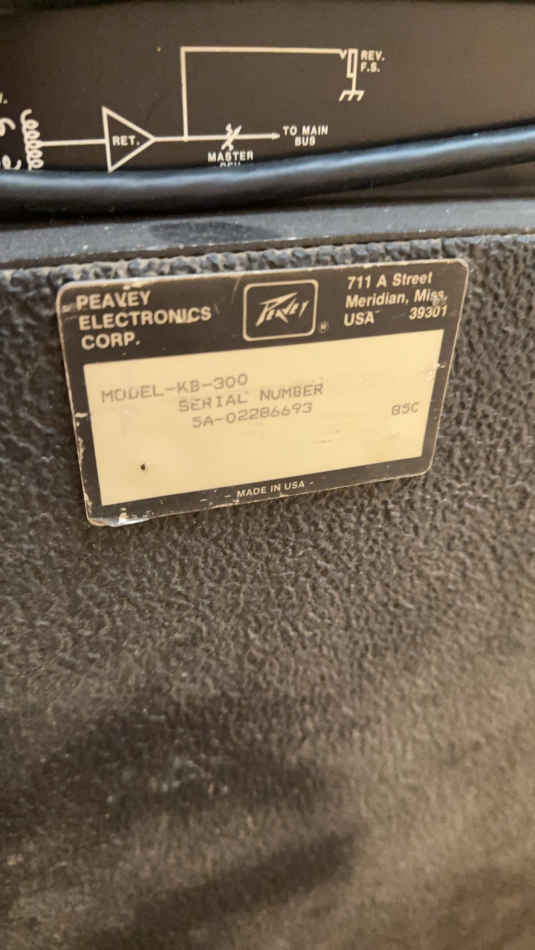 REV.
F.S.
RET.
TO MAIN
BUS
MASTER
PEAVEY
ELECTRONICS
CORP.
PEAVEY
®
711 A Street
Meridian, Miss.
USA 39301
MODEL-KB-300
SERIAL NUMBER
5A-02286693 85C
- MADE IN USA -